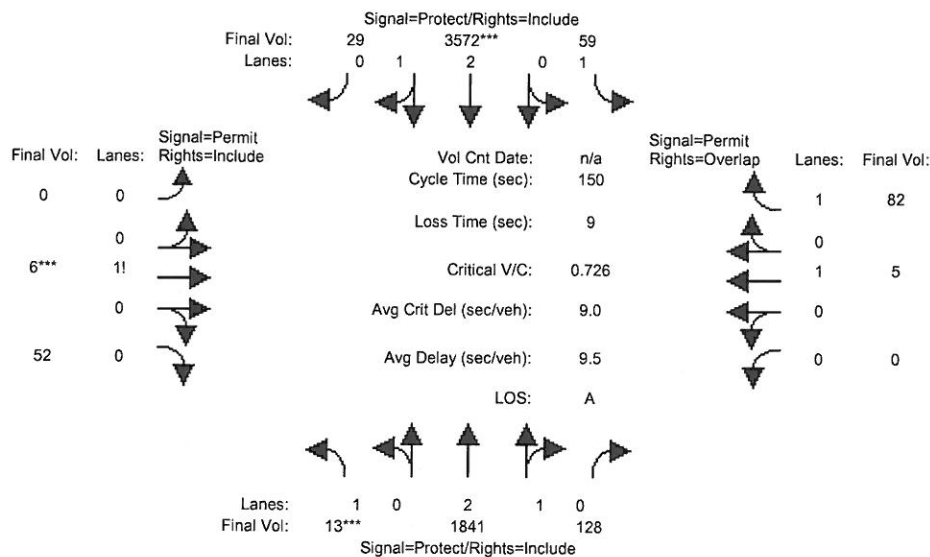 Signal=Protect/Rights=Include
Final Vol: 29 3572*** 59
Lanes: 0 1 2 0 1
Signal=Permit
Final Vol: Lanes: Rights=Include
Vol Cnt Date: n/a
Signal=Permit
Rights=Overlap Lanes: Final Vol:
Cycle Time (sec): 150
0 0
1 82
Loss Time (sec): 9
0
0
6*** 1!
Critical V/C: 0.726
1 5
0
Avg Crit Del (sec/veh): 9.0
0
52 0
Avg Delay (sec/veh): 9.5
0 0
LOS: A
Lanes: 1 0 2 1 0
Final Vol: 13*** 1841 128
Signal=Protect/Rights=Include